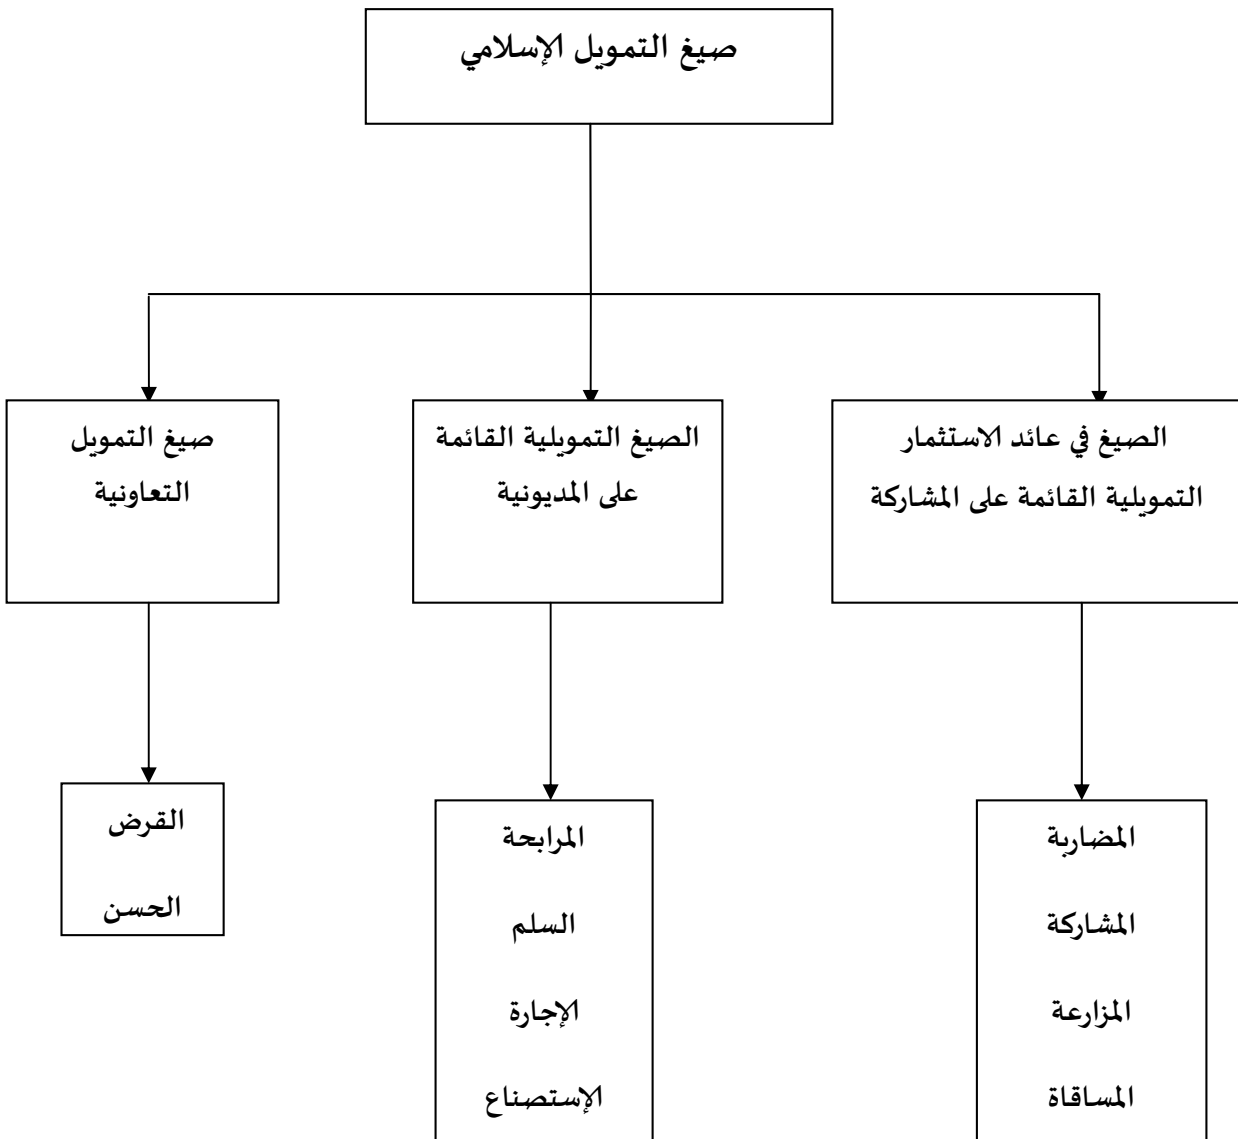 صيغ التمويل الإسلامي
الصيغ في عائد الاستثمار
التمويلية القائمة على المشاركة
الصيغ التمويلية القائمة
على المديونية
صيغ التمويل
التعاونية
المضاربة
المشاركة
المزارعة
المساقاة
المرابحة
السلم
الإجارة
الإستصناع
القرض
الحسن